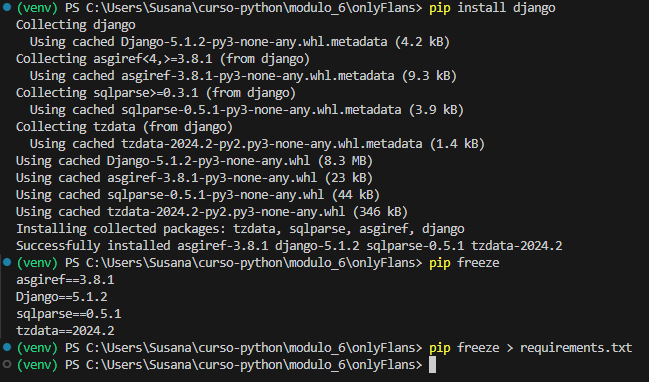 (venv) PS C:\Users\Susana\curso-python\modulo_6\onlyFlans> pip install django
Collecting django
  Using cached Django-5.1.2-py3-none-any.whl.metadata (4.2 kB)
Collecting asgiref<4,>=3.8.1 (from django)
  Using cached asgiref-3.8.1-py3-none-any.whl.metadata (9.3 kB)
Collecting sqlparse>=0.3.1 (from django)
  Using cached sqlparse-0.5.1-py3-none-any.whl.metadata (3.9 kB)
Collecting tzdata (from django)
  Using cached tzdata-2024.2-py2.py3-none-any.whl.metadata (1.4 kB)
Using cached Django-5.1.2-py3-none-any.whl (8.3 MB)
Using cached asgiref-3.8.1-py3-none-any.whl (23 kB)
Using cached sqlparse-0.5.1-py3-none-any.whl (44 kB)
Using cached tzdata-2024.2-py2.py3-none-any.whl (346 kB)
Installing collected packages: tzdata, sqlparse, asgiref, django
Successfully installed asgiref-3.8.1 django-5.1.2 sqlparse-0.5.1 tzdata-2024.2
(venv) PS C:\Users\Susana\curso-python\modulo_6\onlyFlans> pip freeze
asgiref==3.8.1
Django==5.1.2
sqlparse==0.5.1
tzdata==2024.2
(venv) PS C:\Users\Susana\curso-python\modulo_6\onlyFlans> pip freeze > requirements.txt
(venv) PS C:\Users\Susana\curso-python\modulo_6\onlyFlans>